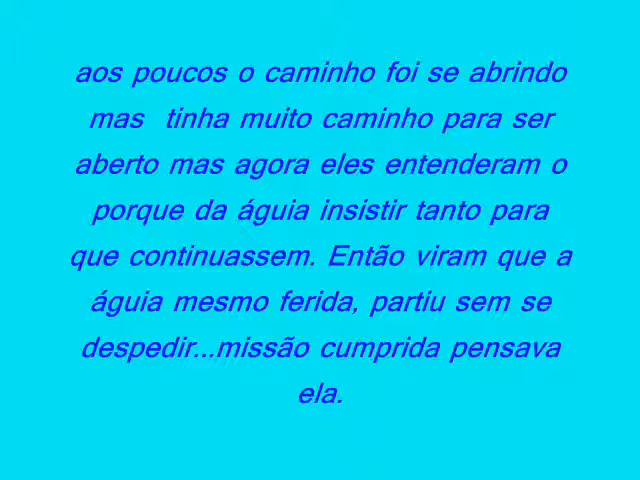 aos poucos o caminho foi se abrindo
mas tinha muito caminho para ser
aberto mas agora eles entenderam o
porque da águia insistir tanto para
que continuassem. Então viram que a
águia mesmo ferida, partiu sem se
despedir...missão cumprida pensava
ela.